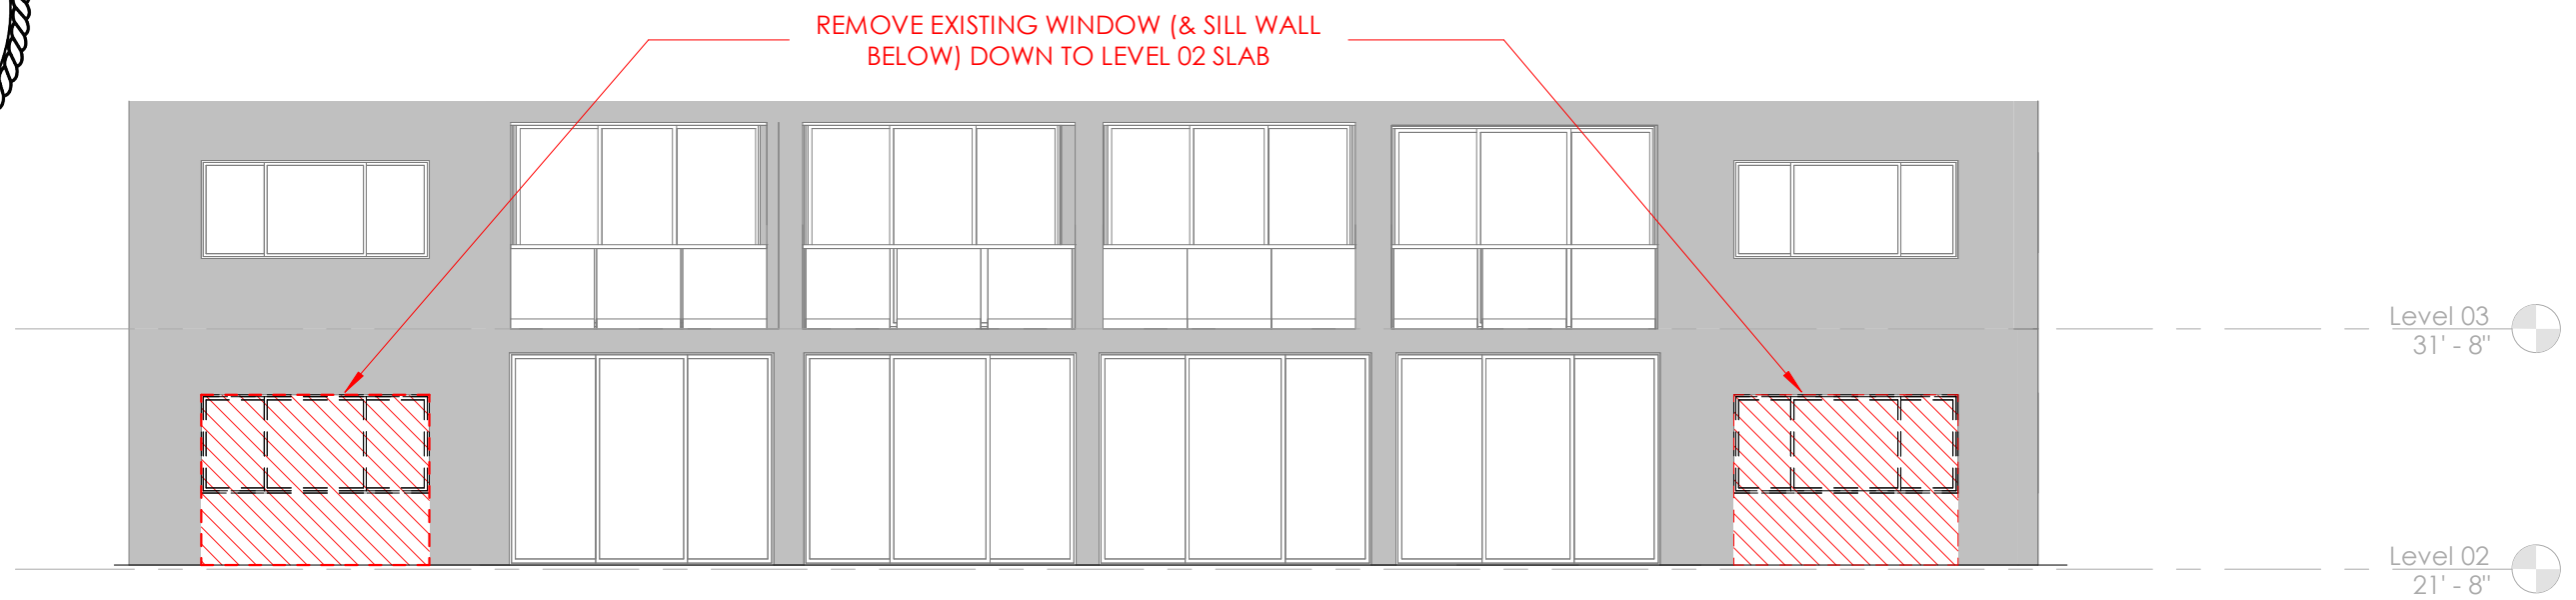 REMOVE EXISTING WINDOW (& SILL WALL
BELOW) DOWN TO LEVEL 02 SLAB
Level 03
31' - 8"
Level 02
21' - 8"